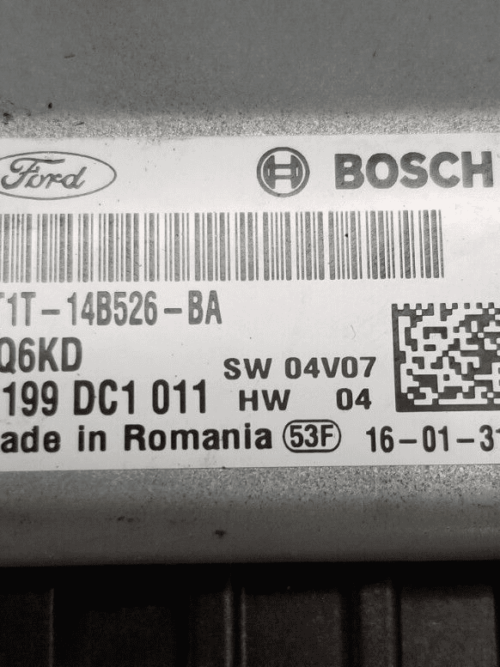 Ford
BOSCH
T1T-14B526-BA
Q6KD
199 DC1 011
SW 04V07
HW 04
ade in Romania 53F 16-01-31